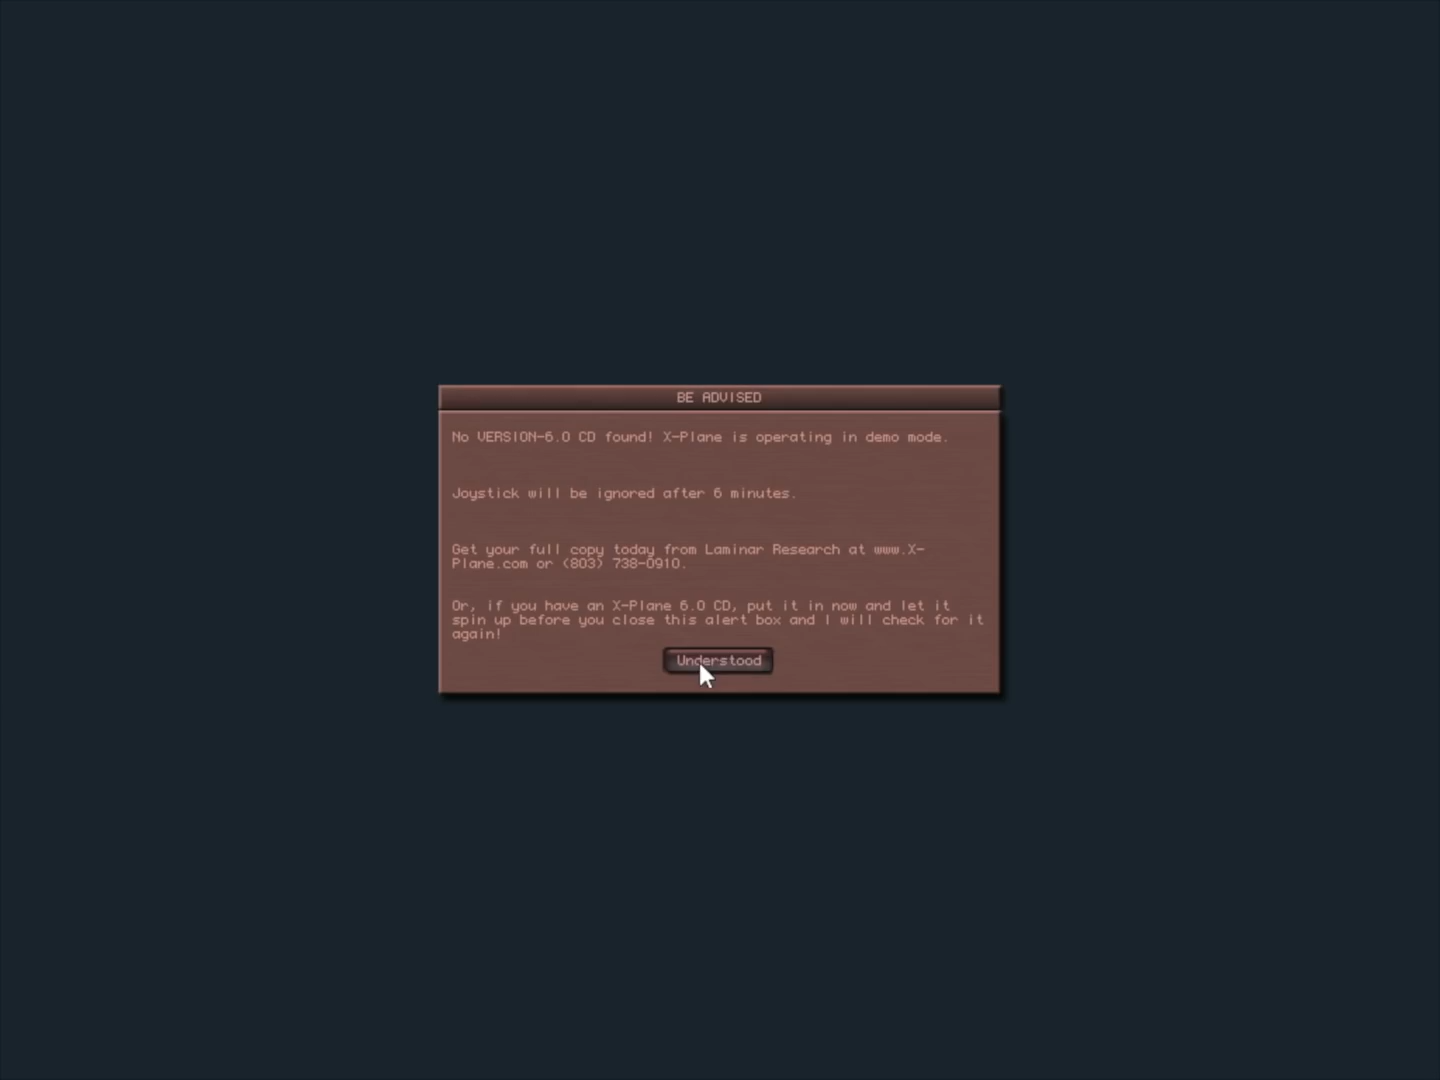 BE ADVISED
No VERSION-6.0 CD found! X-Plane is operating in demo mode.
Joystick will be ignored after 6 minutes.
Get your full copy today from Laminar Research at www.X-
Plane.com or (803) 738-0910.
Or, if you have an X-Plane 6.0 CD, put it in now and let it
spin up before you close this alert box and I will check for it
again!
Understood